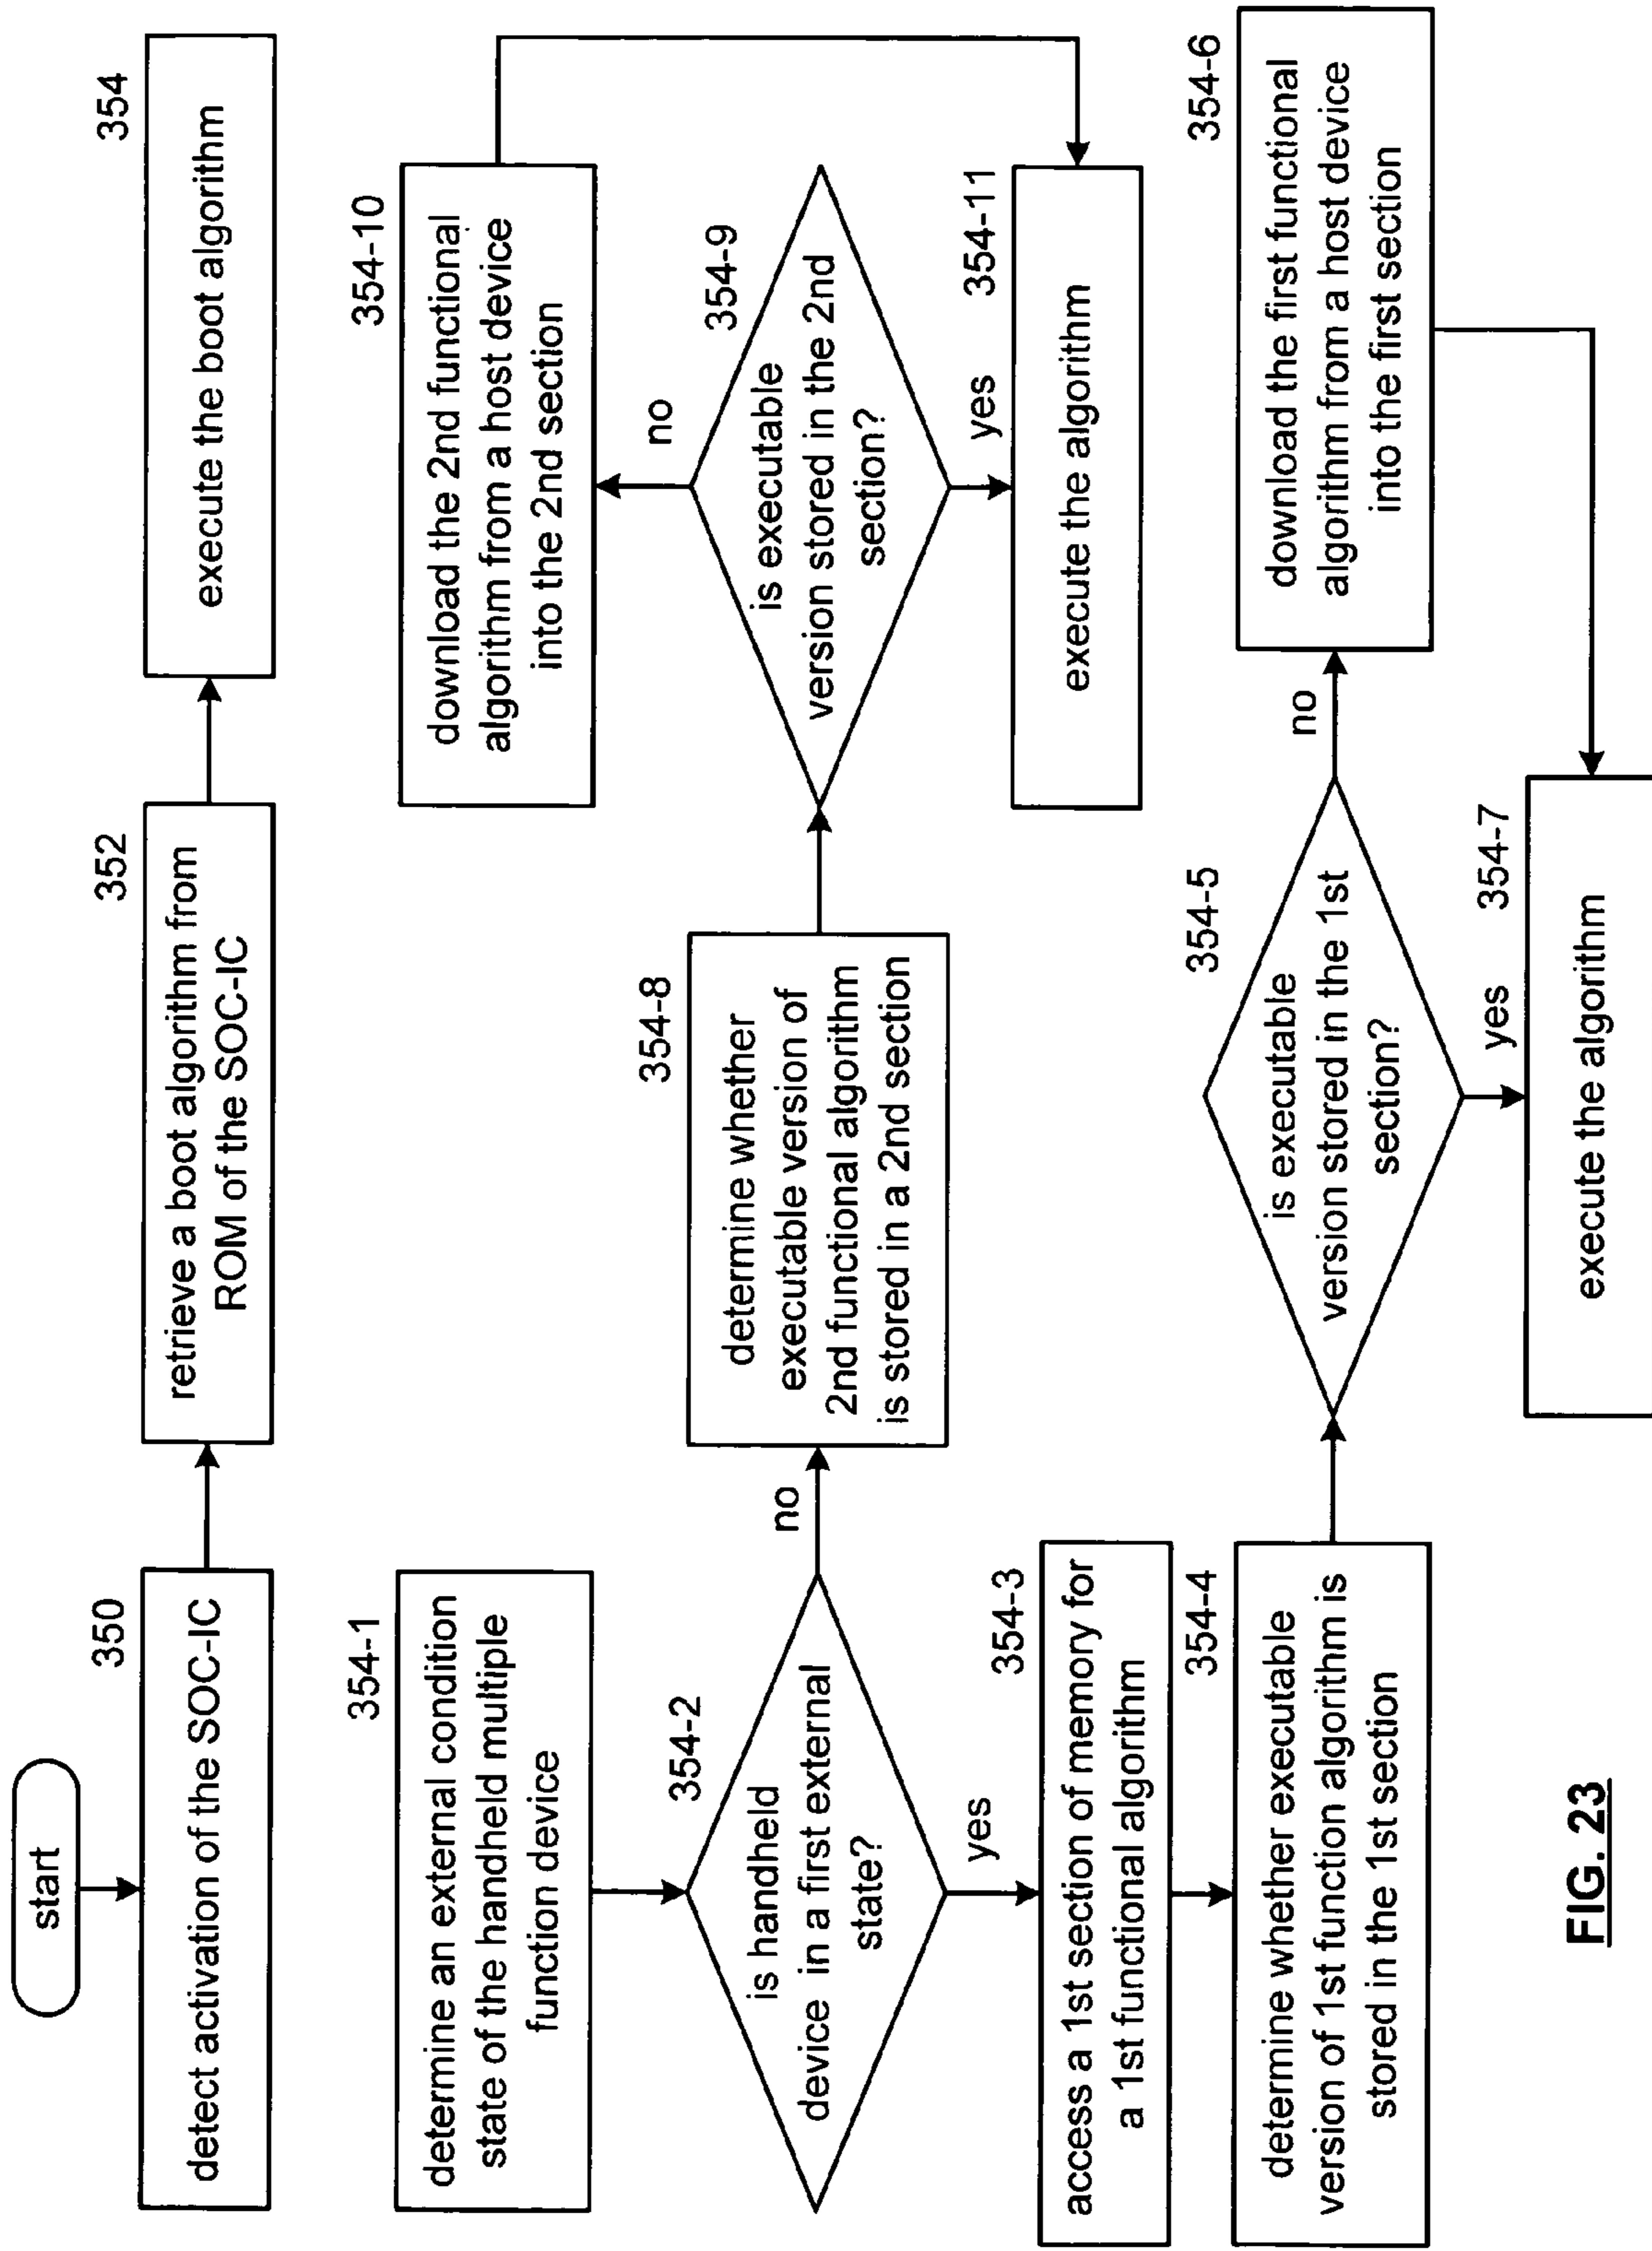 start
350
detect activation of the SOC-IC
352
retrieve a boot algorithm from
ROM of the SOC-IC
354
execute the boot algorithm
354-1
determine an external condition
state of the handheld multiple
function device
354-2
is handheld
device in a first external
state?
no
yes
354-3
access a 1st section of memory for
a 1st functional algorithm
354-4
determine whether executable
version of 1st function algorithm is
stored in the 1st section
354-8
determine whether
executable version of
2nd functional algorithm
is stored in a 2nd section
354-10
download the 2nd functional
algorithm from a host device
into the 2nd section
no
354-9
is executable
version stored in the 2nd
section?
yes
354-11
execute the algorithm
354-5
is executable
version stored in the 1st
section?
no
yes
354-6
download the first functional
algorithm from a host device
into the first section
354-7
execute the algorithm
FIG. 23